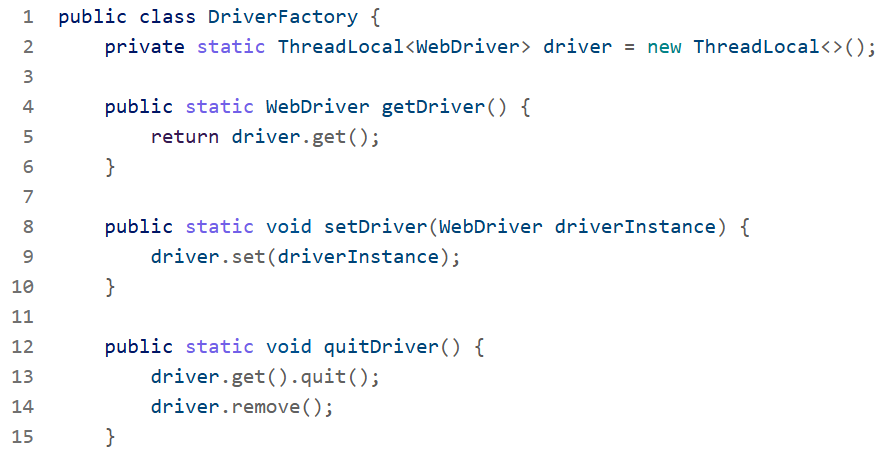 1 public class DriverFactory {
2     private static ThreadLocal<WebDriver> driver = new ThreadLocal<>();
3
4     public static WebDriver getDriver() {
5         return driver.get();
6     }
7
8     public static void setDriver(WebDriver driverInstance) {
9         driver.set(driverInstance);
10     }
11
12     public static void quitDriver() {
13         driver.get().quit();
14         driver.remove();
15     }